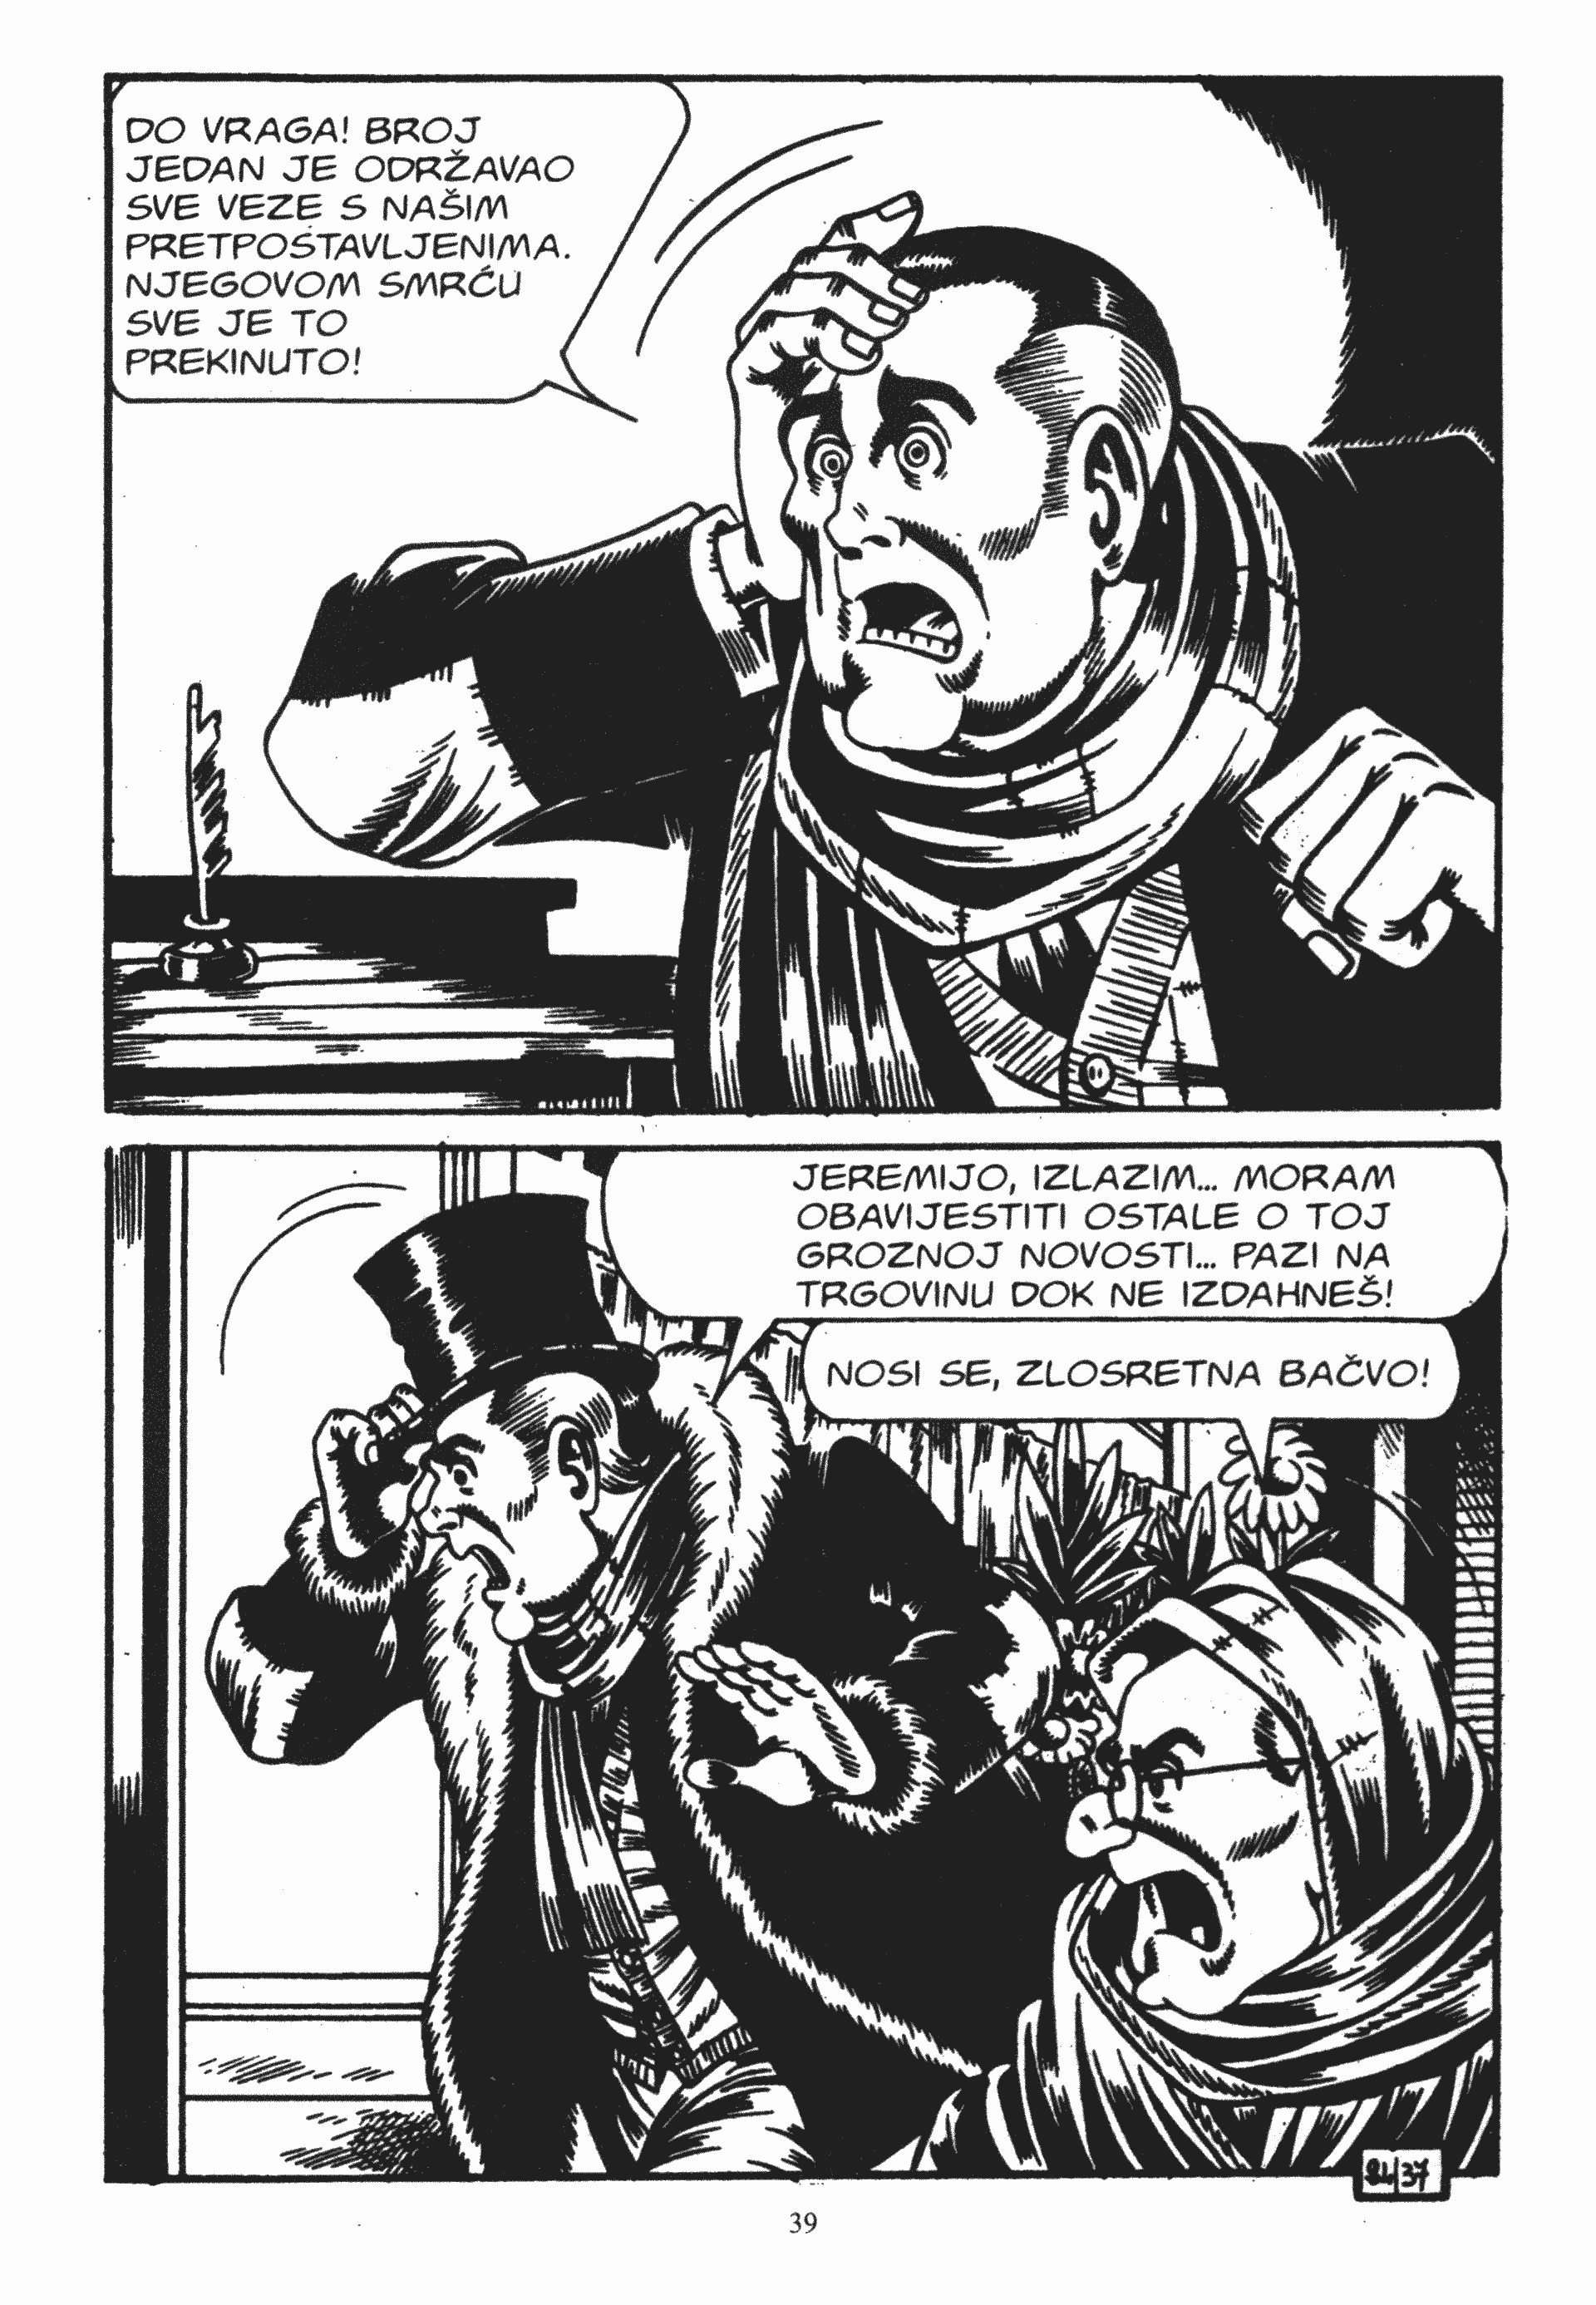 DO VRAGA! BROJ
JEDAN JE ODRŽAVAO
SVE VEZE S NAŠIM
PRETPOSTAVLJENIMA.
NJEGOVOM SMRĆU
SVE JE TO
PREKINUTO!
JEREMIJO, IZLAZIM... MORAM
OBAVIJESTITI OSTALE O TOJ
GROZNOJ NOVOSTI... PAZI NA
TRGOVINU DOK NE IZDAHNEŠ!
NOSI SE, ZLOSRETNA BAČVO!
39